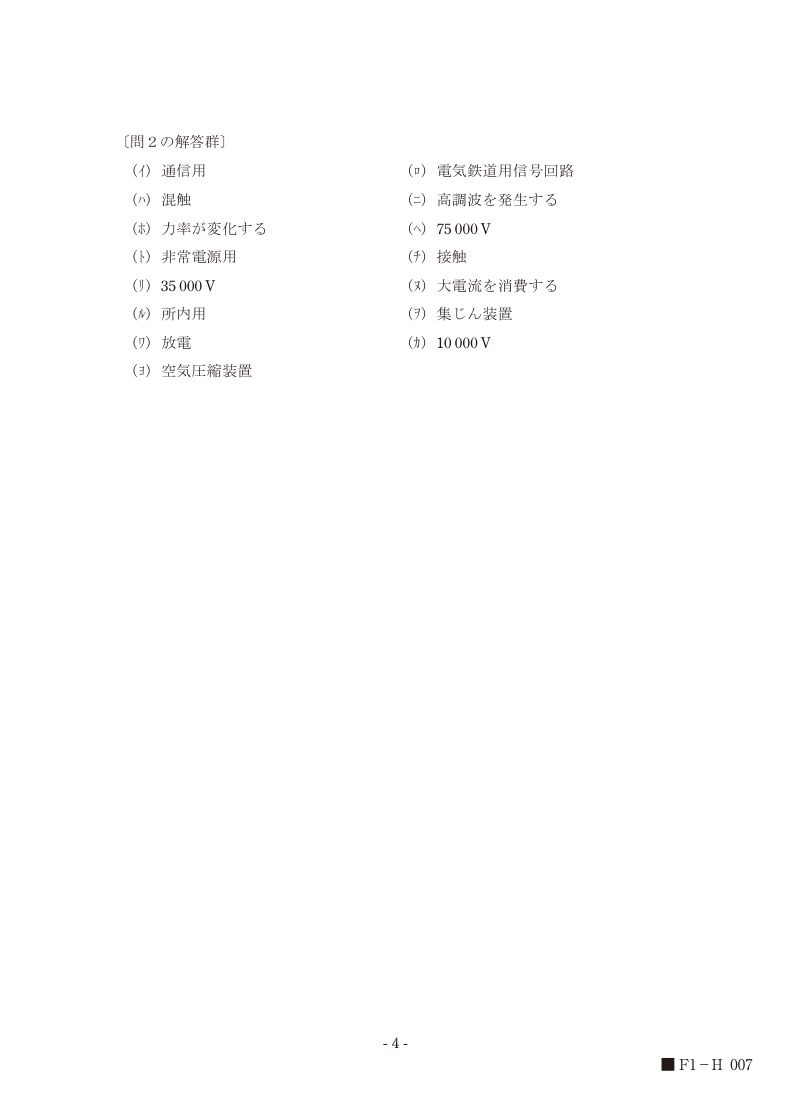 〔問２の解答群〕
（ｲ） 通信用 （ﾛ） 電気鉄道用信号回路
（ﾊ） 混触 （ﾆ） 高調波を発生する
（ﾎ） 力率が変化する （ﾍ） 75 000 V
（ﾄ） 非常電源用 （ﾁ） 接触
（ﾘ） 35 000 V （ﾇ） 大電流を消費する
（ﾙ） 所内用 （ｦ） 集じん装置
（ﾜ） 放電 （ｶ） 10 000 V
（ﾖ） 空気圧縮装置
- 4 -
■ F1－H 007